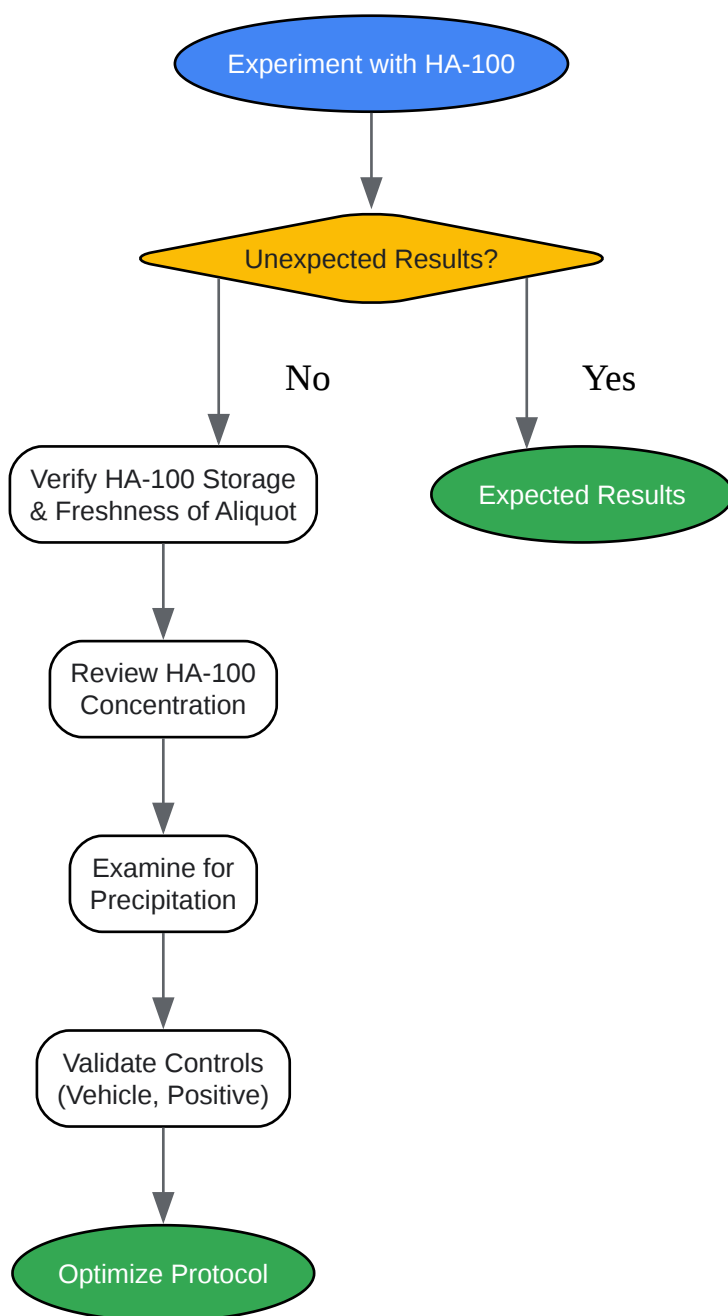 Experiment with HA-100
Unexpected Results?
No
Yes
Verify HA-100 Storage
& Freshness of Aliquot
Expected Results
Review HA-100
Concentration
Examine for
Precipitation
Validate Controls
(Vehicle, Positive)
Optimize Protocol